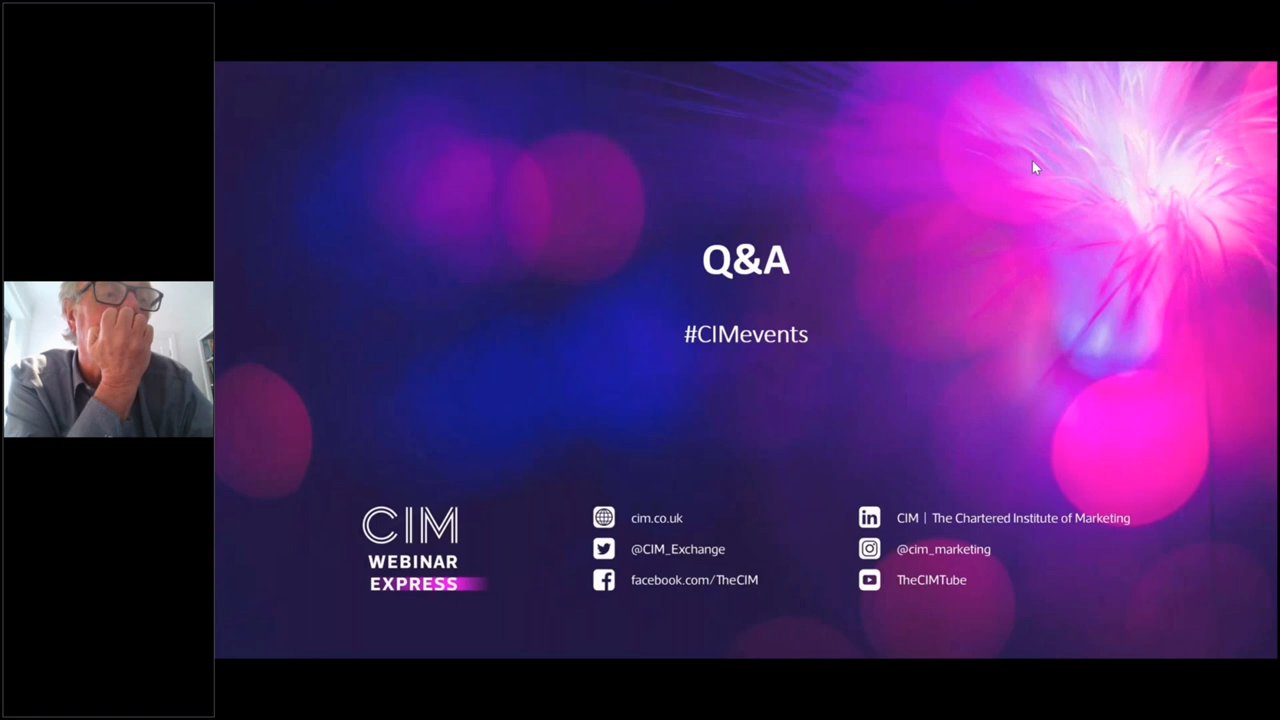 Q&A
#CIMevents
CIM
WEBINAR
EXPRESS
cim.co.uk
@CIM_Exchange
facebook.com/TheCIM
CIM | The Chartered Institute of Marketing
@cim_marketing
TheCIMTube